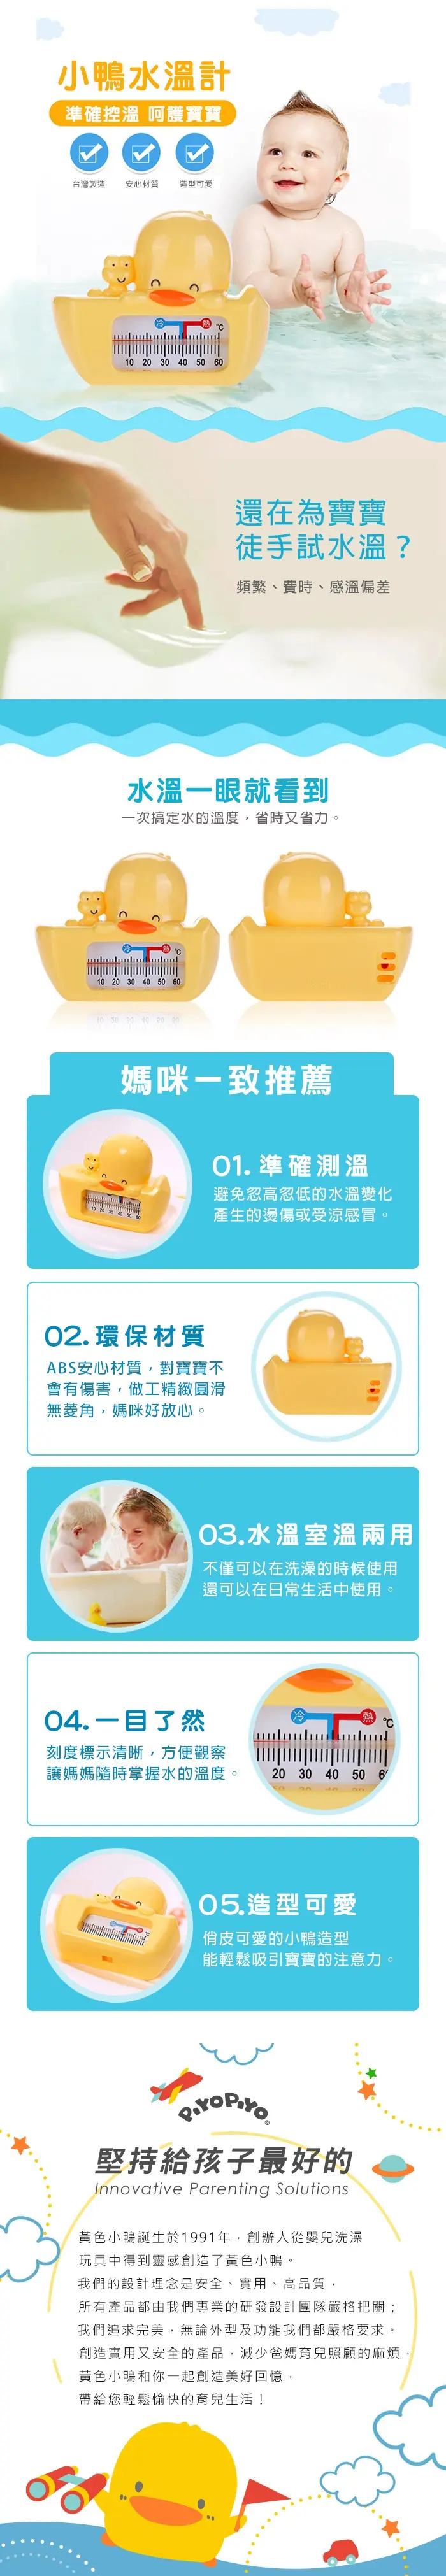 小鴨水溫計
準確控溫 呵護寶寶
台灣製造 安心材質 造型可愛
冷 熱 °C
10 20 30 40 50 60
還在為寶寶
徒手試水溫？
頻繁、費時、感溫偏差
水溫一眼就看到
一次搞定水的溫度，省時又省力。
冷 熱 °C
10 20 30 40 50 60
媽咪一致推薦
01. 準確測溫
避免忽高忽低的水溫變化
產生的燙傷或受涼感冒。
02. 環保材質
ABS安心材質，對寶寶不
會有傷害，做工精緻圓滑
無菱角，媽咪好放心。
03.水溫室溫兩用
不僅可以在洗澡的時候使用
還可以在日常生活中使用。
04. 一目了然
刻度標示清晰，方便觀察
讓媽媽隨時掌握水的溫度。
冷 熱 °C
20 30 40 50 6
05.造型可愛
俏皮可愛的小鴨造型
能輕鬆吸引寶寶的注意力。
PiYOPiYO®
堅持給孩子最好的
Innovative Parenting Solutions
黃色小鴨誕生於1991年，創辦人從嬰兒洗澡
玩具中得到靈感創造了黃色小鴨。
我們的設計理念是安全、實用、高品質，
所有產品都由我們專業的研發設計團隊嚴格把關；
我們追求完美，無論外型及功能我們都嚴格要求。
創造實用又安全的產品，減少爸媽育兒照顧的麻煩，
黃色小鴨和你一起創造美好回憶，
帶給您輕鬆愉快的育兒生活！